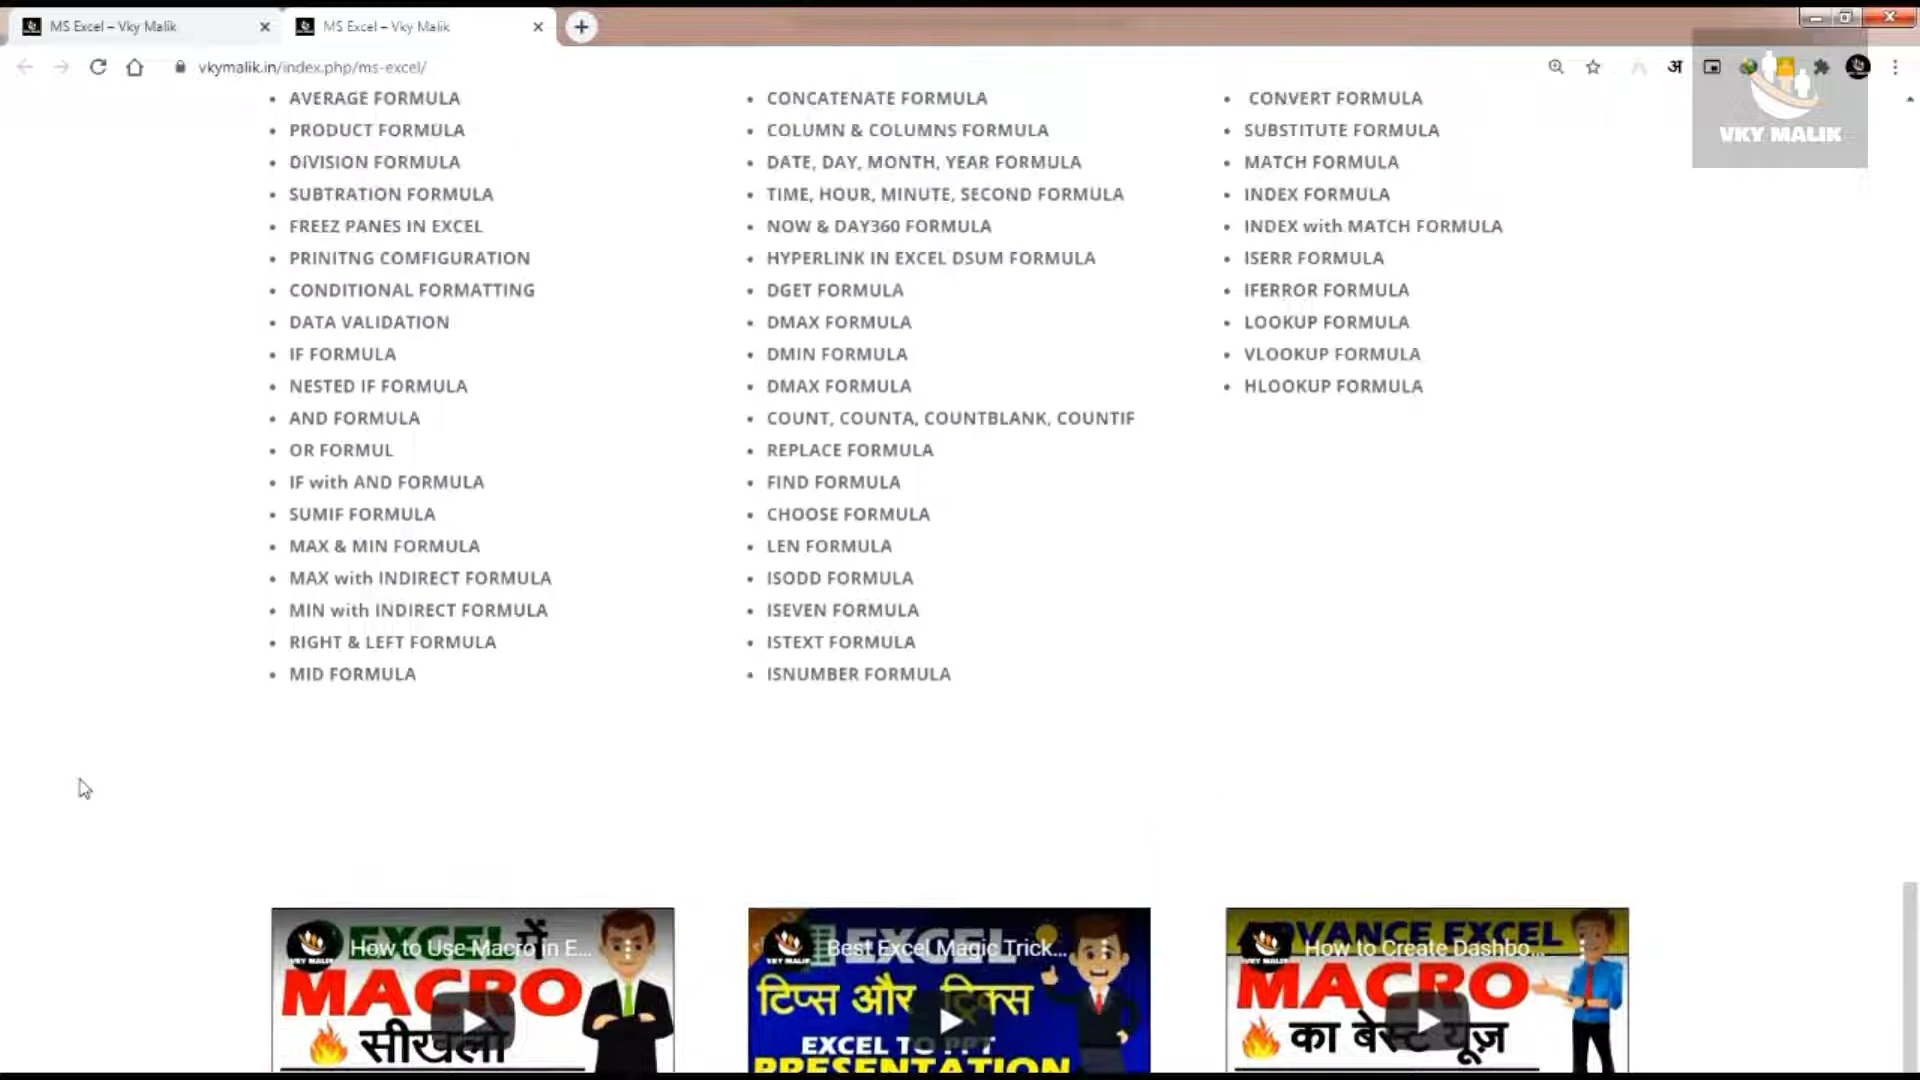 MS Excel – Vky Malik
MS Excel – Vky Malik
vkymalik.in/index.php/ms-excel/
अ
VKY MALIK
AVERAGE FORMULA
PRODUCT FORMULA
DIVISION FORMULA
SUBTRATION FORMULA
FREEZ PANES IN EXCEL
PRINITNG COMFIGURATION
CONDITIONAL FORMATTING
DATA VALIDATION
IF FORMULA
NESTED IF FORMULA
AND FORMULA
OR FORMUL
IF with AND FORMULA
SUMIF FORMULA
MAX & MIN FORMULA
MAX with INDIRECT FORMULA
MIN with INDIRECT FORMULA
RIGHT & LEFT FORMULA
MID FORMULA
CONCATENATE FORMULA
COLUMN & COLUMNS FORMULA
DATE, DAY, MONTH, YEAR FORMULA
TIME, HOUR, MINUTE, SECOND FORMULA
NOW & DAY360 FORMULA
HYPERLINK IN EXCEL DSUM FORMULA
DGET FORMULA
DMAX FORMULA
DMIN FORMULA
DMAX FORMULA
COUNT, COUNTA, COUNTBLANK, COUNTIF
REPLACE FORMULA
FIND FORMULA
CHOOSE FORMULA
LEN FORMULA
ISODD FORMULA
ISEVEN FORMULA
ISTEXT FORMULA
ISNUMBER FORMULA
CONVERT FORMULA
SUBSTITUTE FORMULA
MATCH FORMULA
INDEX FORMULA
INDEX with MATCH FORMULA
ISERR FORMULA
IFERROR FORMULA
LOOKUP FORMULA
VLOOKUP FORMULA
HLOOKUP FORMULA
EXCEL में
How to Use Macro in E...
MACRO
सीखलो
EXCEL
Best Excel Magic Trick...
टिप्स और ट्रिक्स
EXCEL TO PPT
PRESENTATION
ADVANCE EXCEL
How to Create Dashbo...
MACRO
का बेस्ट यूज़